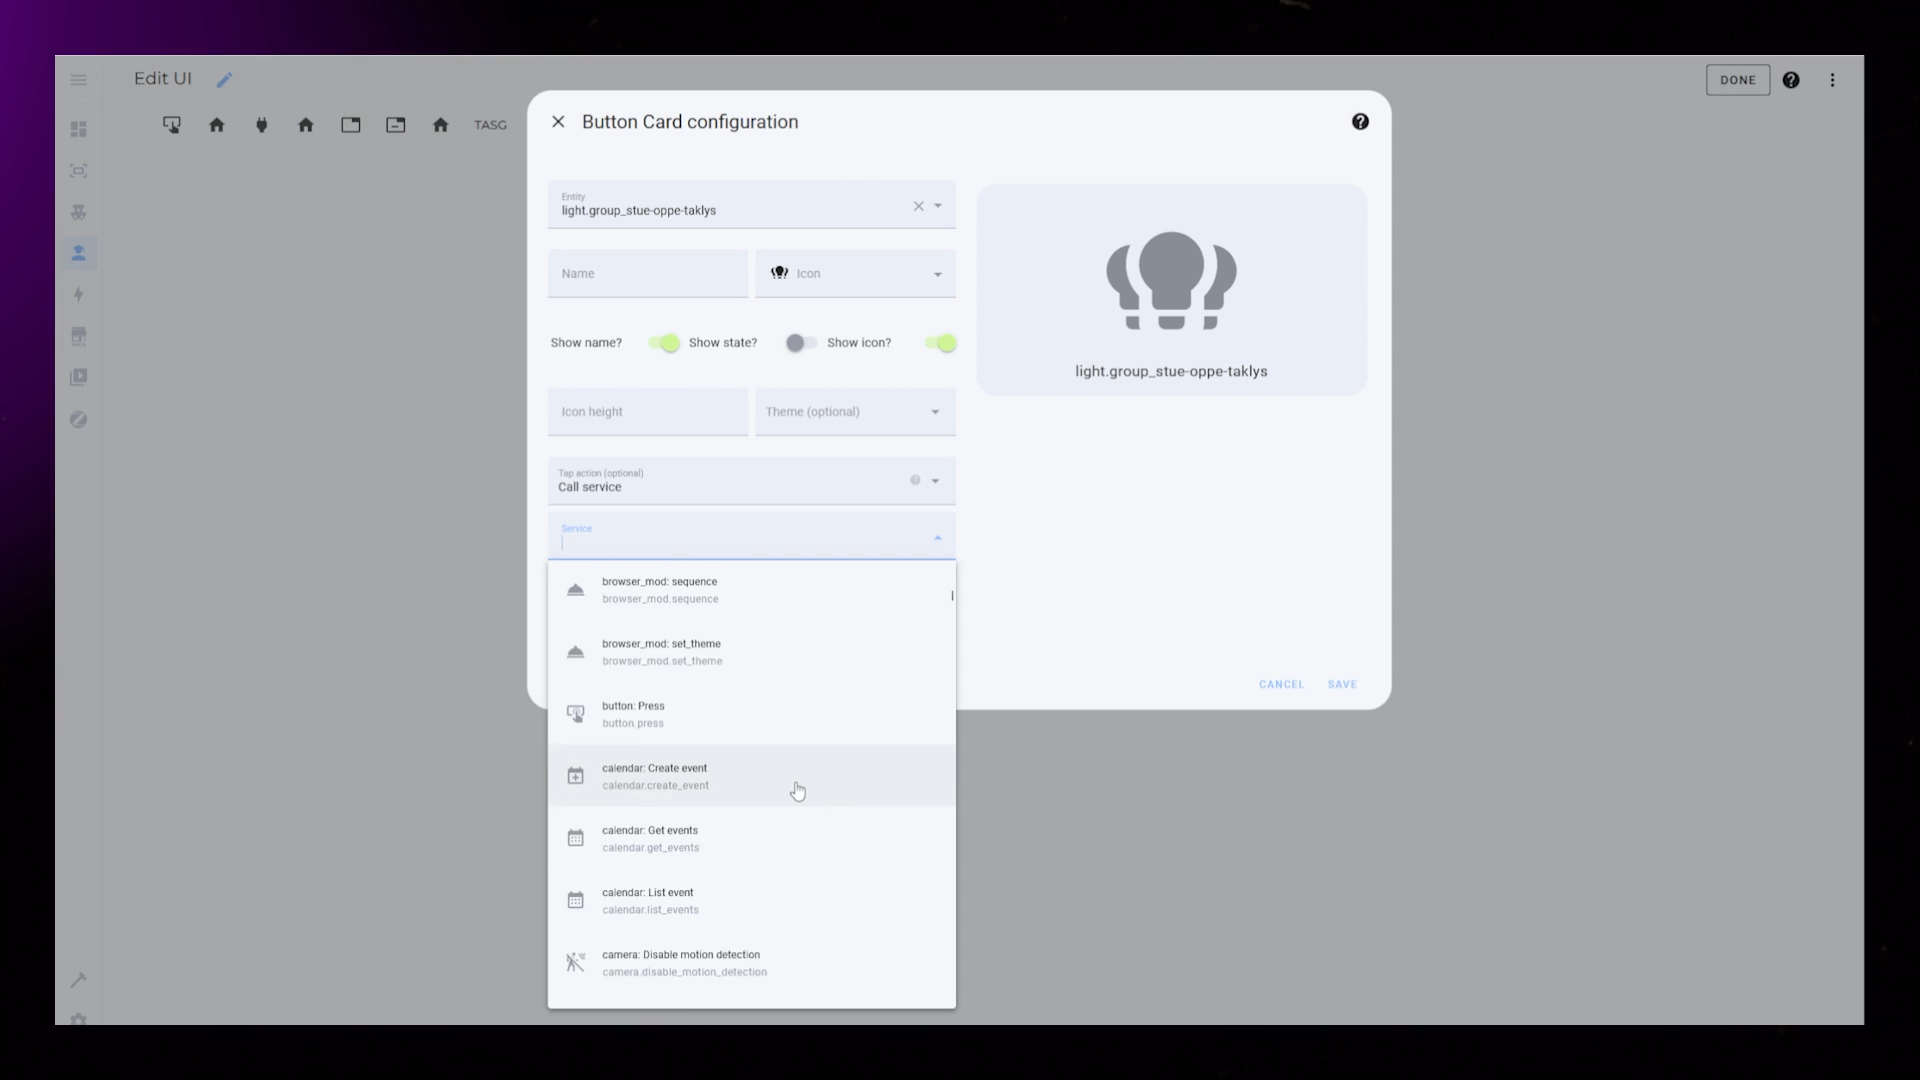 Edit UI
DONE
TASG
Button Card configuration
Entity
light.group_stue-oppe-taklys
Name
Icon
Show name?
Show state?
Show icon?
light.group_stue-oppe-taklys
Icon height
Theme (optional)
Tap action (optional)
Call service
Service
browser_mod: sequence
browser_mod.sequence
browser_mod: set_theme
browser_mod.set_theme
button: Press
button.press
calendar: Create event
calendar.create_event
calendar: Get events
calendar.get_events
calendar: List event
calendar.list_events
camera: Disable motion detection
camera.disable_motion_detection
CANCEL
SAVE